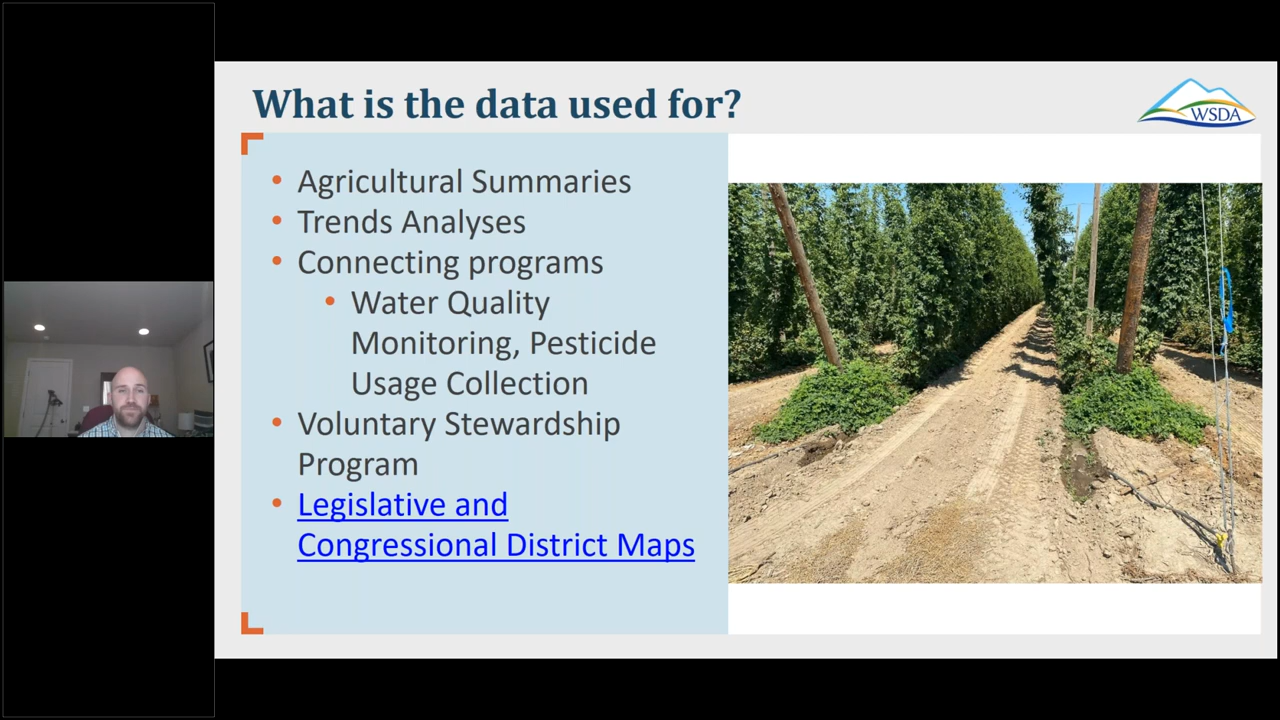 What is the data used for?
WSDA
• Agricultural Summaries
• Trends Analyses
• Connecting programs
• Water Quality
Monitoring, Pesticide
Usage Collection
• Voluntary Stewardship
Program
• Legislative and
Congressional District Maps